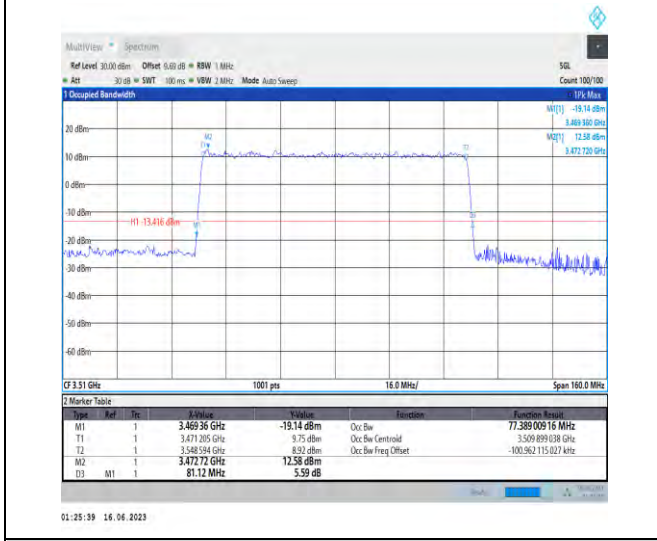 MultiView Spectrum
Ref Level 30.00 dBm Offset 0.68 dB RBW 1 MHz SGL
Att 30 dB SWT 100 ms VBW 2 MHz Mode Auto Sweep Count 100/100
1 Occupied Bandwidth 1Pk Max
M1[1] -19.14 dBm
3.469 360 GHz
M2[1] 12.58 dBm
3.472 720 GHz
20 dBm
M2
T1
T2
10 dBm
0 dBm
-10 dBm
H1 -13.416 dBm
M1
D3
-20 dBm
-30 dBm
-40 dBm
-50 dBm
-60 dBm
CF 3.51 GHz 1001 pts 16.0 MHz/ Span 160.0 MHz
2 Marker Table
Type Ref Trc X-Value Y-Value Function Function Result
M1 1 3.469 36 GHz -19.14 dBm Occ Bw 77.389 009 16 MHz
T1 1 3.471 205 GHz 9.75 dBm Occ Bw Centroid 3.509 899 038 GHz
T2 1 3.548 594 GHz 8.92 dBm Occ Bw Freq Offset -100.962 115 027 kHz
M2 1 3.472 72 GHz 12.58 dBm
D3 M1 1 81.12 MHz 5.59 dB
01:25:39 16.06.2023